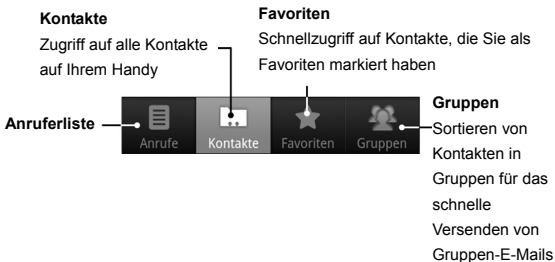 Kontakte
Zugriff auf alle Kontakte
auf Ihrem Handy
Favoriten
Schnellzugriff auf Kontakte, die Sie als
Favoriten markiert haben
Anruferliste
Anrufe
Kontakte
Favoriten
Gruppen
Gruppen
Sortieren von
Kontakten in
Gruppen für das
schnelle
Versenden von
Gruppen-E-Mails